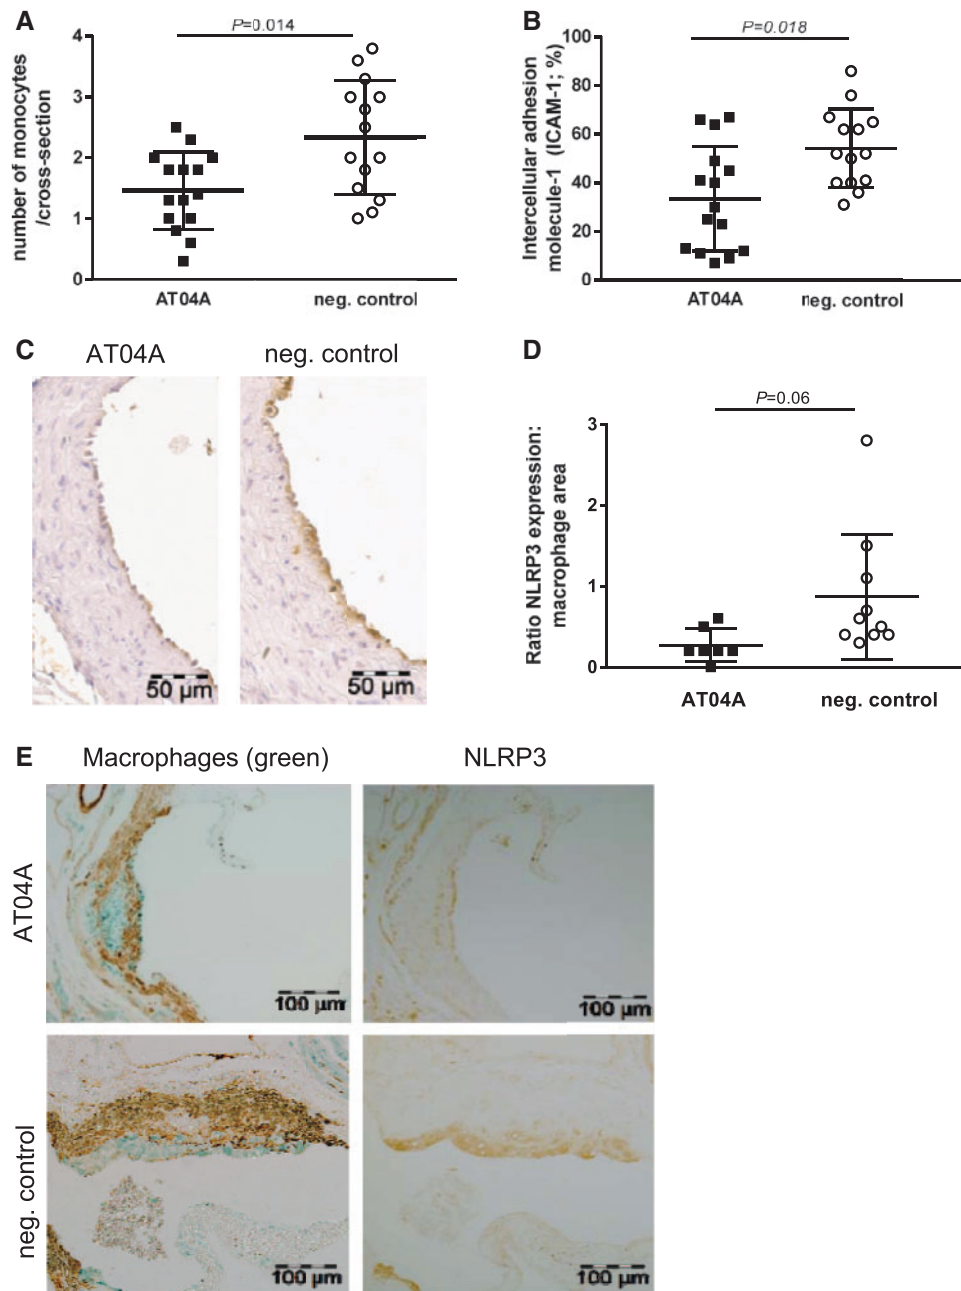 A
P=0.014
number of monocytes
/cross-section
4
3
2
1
0
AT04A
neg. control
B
P=0.018
Intercellular adhesion
molecule-1 (ICAM-1; %)
100
80
60
40
20
0
AT04A
neg. control
C
AT04A
neg. control
50 µm
50 µm
D
P=0.06
Ratio NLRP3 expression:
macrophage area
3
2
1
0
AT04A
neg. control
E
Macrophages (green)
NLRP3
AT04A
100 µm
100 µm
neg. control
100 µm
100 µm